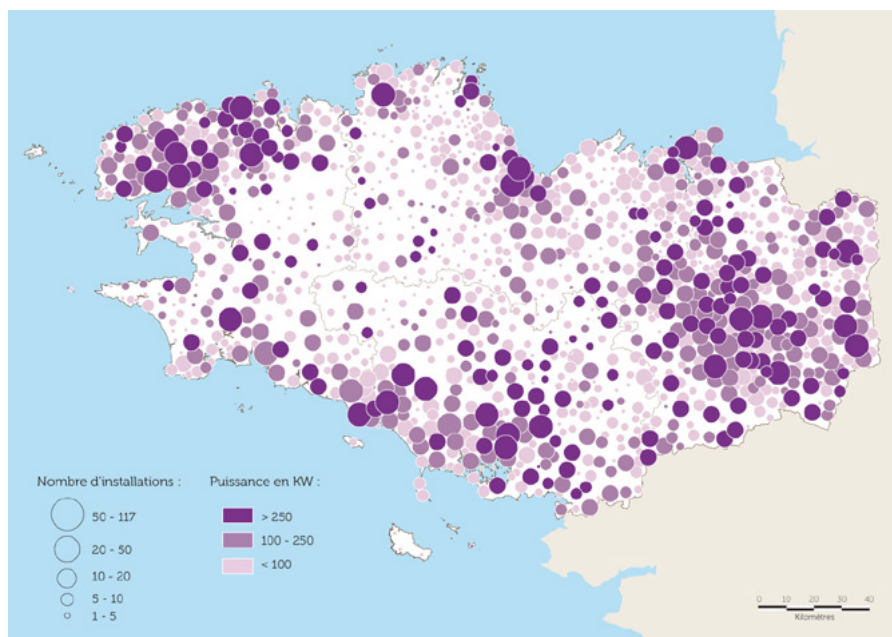 Nombre d'installations :
50 - 117
20 - 50
10 - 20
5 - 10
1 - 5
Puissance en KW :
> 250
100 - 250
< 100
0 10 20 30 40
Kilomètres